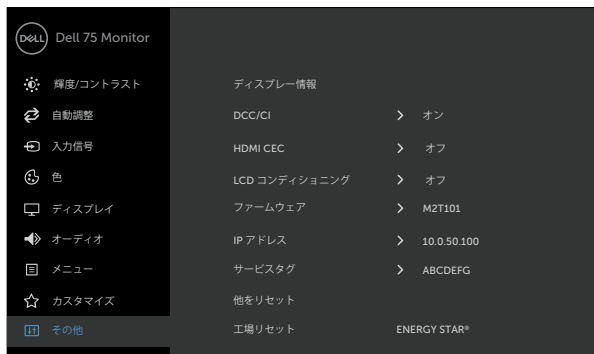 DELL Dell 75 Monitor
輝度/コントラスト ディスプレー情報
自動調整 DCC/CI オン
入力信号 HDMI CEC オフ
色 LCD コンディショニング オフ
ディスプレイ ファームウェア M2T101
オーディオ IP アドレス 10.0.50.100
メニュー サービスタグ ABCDEFG
カスタマイズ 他をリセット
その他 工場リセット ENERGY STAR®